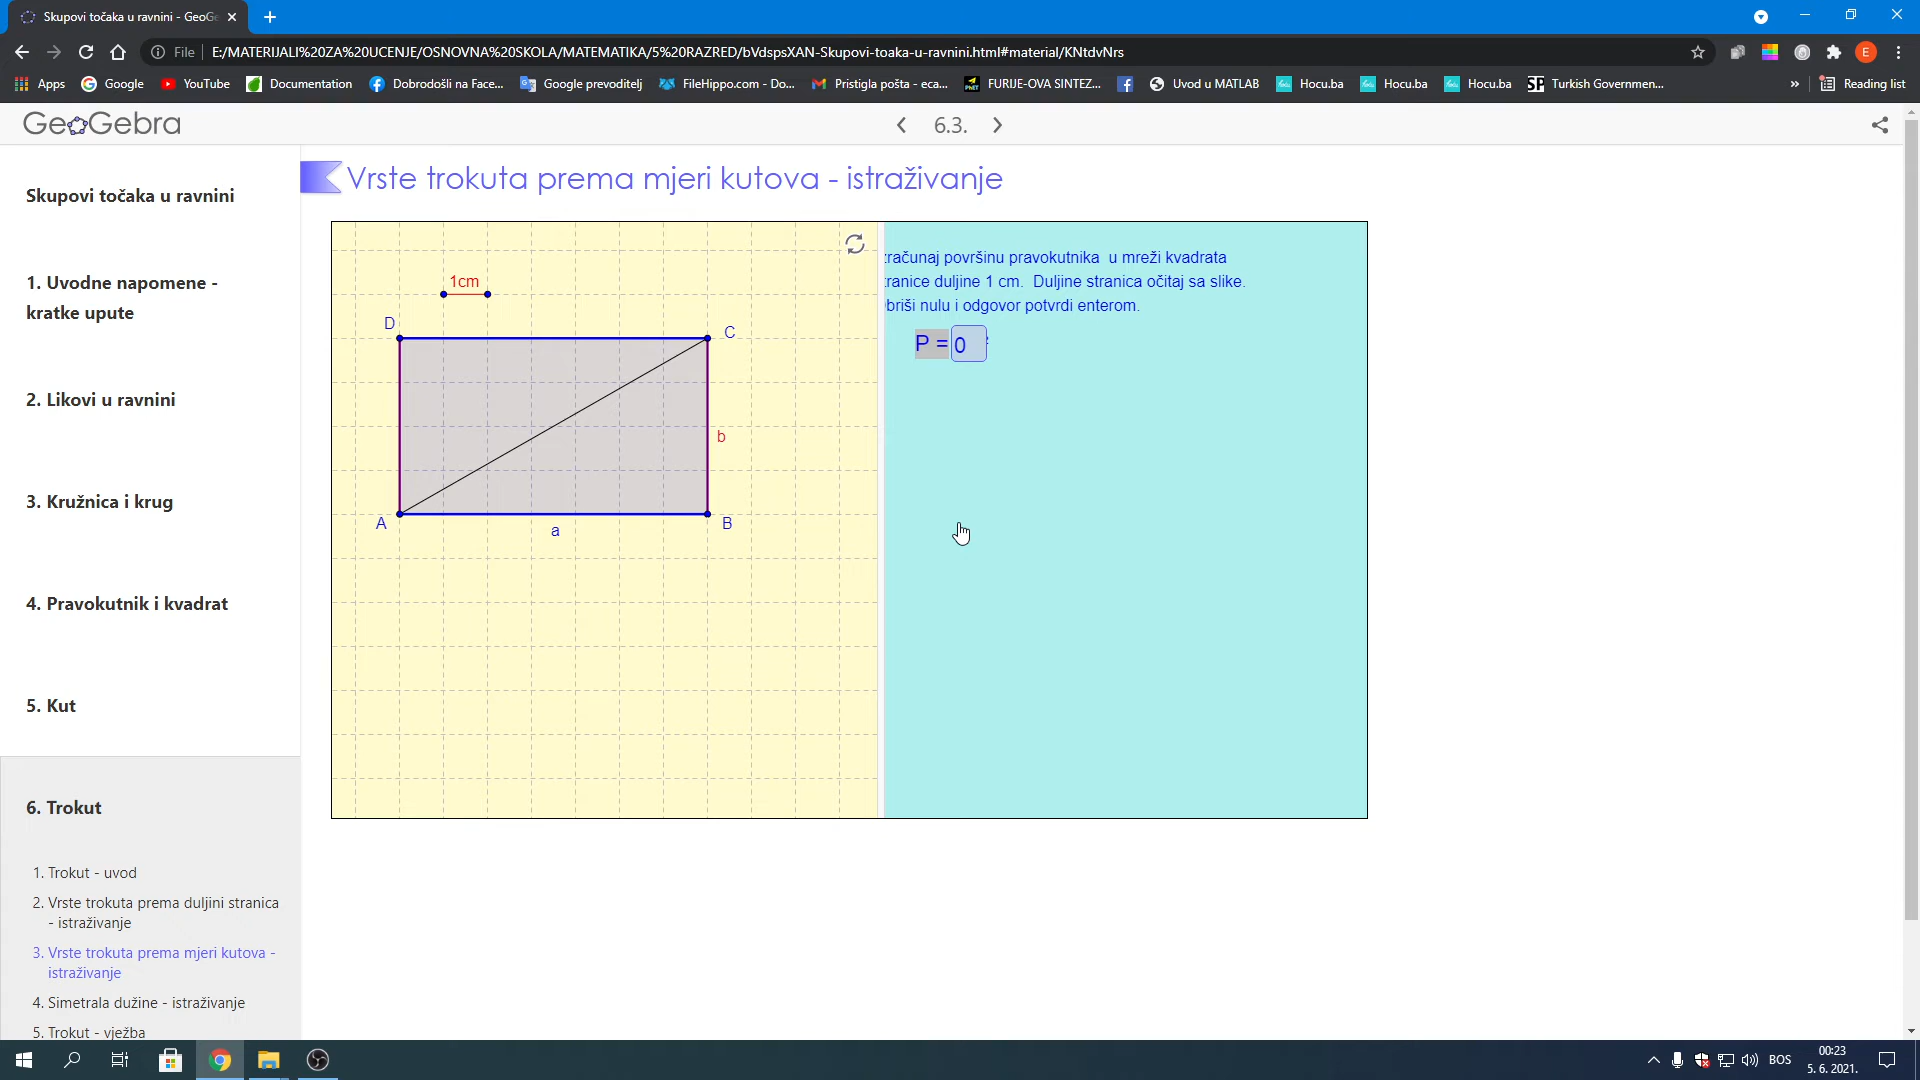 Skupovi točaka u ravnini - GeoGe
File
E:/MATERIJALI%20ZA%20UCENJE/OSNOVNA%20SKOLA/MATEMATIKA/5%20RAZRED/bVdspsXAN-Skupovi-toaka-u-ravnini.html#material/KNtdvNrs
E
Apps Google YouTube Documentation Dobrodošli na Face... Google prevoditelj FileHippo.com - Do... Pristigla pošta - eca... FURIJE-OVA SINTEZ... Uvod u MATLAB Hocu.ba Hocu.ba Hocu.ba SP Turkish Governmen... » Reading list
GeoGebra
6.3.
Skupovi točaka u ravnini
1. Uvodne napomene -
kratke upute
2. Likovi u ravnini
3. Kružnica i krug
4. Pravokutnik i kvadrat
5. Kut
6. Trokut
1. Trokut - uvod
2. Vrste trokuta prema duljini stranica
- istraživanje
3. Vrste trokuta prema mjeri kutova -
istraživanje
4. Simetrala dužine - istraživanje
5. Trokut - vježba
Vrste trokuta prema mjeri kutova - istraživanje
1cm
D
C
b
A
a
B
zračunaj površinu pravokutnika u mreži kvadrata
tranice duljine 1 cm. Duljine stranica očitaj sa slike.
briši nulu i odgovor potvrdi enterom.
P = 0
BOS
00:23
5. 6. 2021.